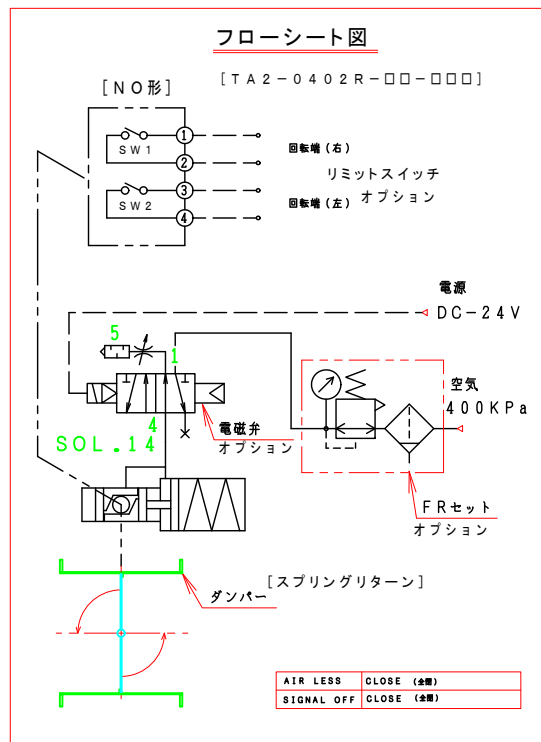 フローシート図
[TA2-0402R-□□-□□□]
[NO形]
1
SW1
2
3
SW2
4
回転端(右)
リミットスイッチ
オプション
回転端(左)
電源
DC-24V
5
1
4
SOL.14
電磁弁
オプション
空気
400KPa
FRセット
オプション
[スプリングリターン]
ダンパー
AIR LESS CLOSE (全閉)
SIGNAL OFF CLOSE (全閉)